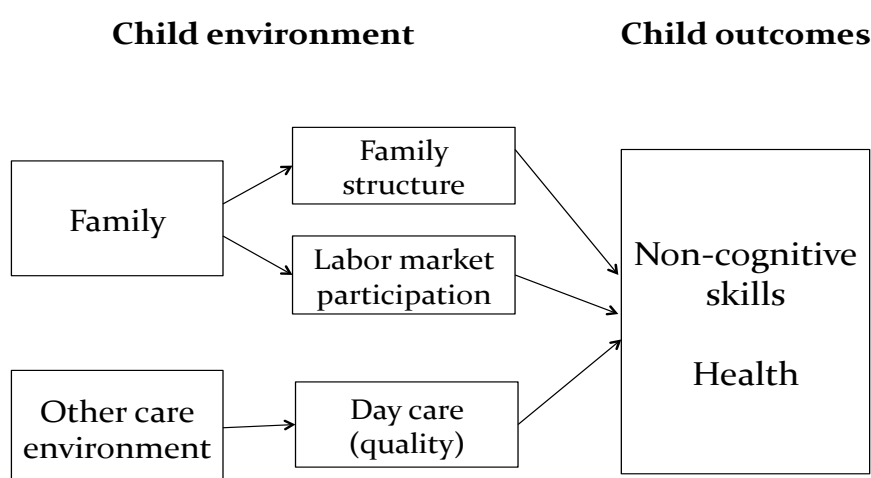 Child environment
Child outcomes
Family
Family
structure
Labor market
participation
Other care
environment
Day care
(quality)
Non-cognitive
skills
Health